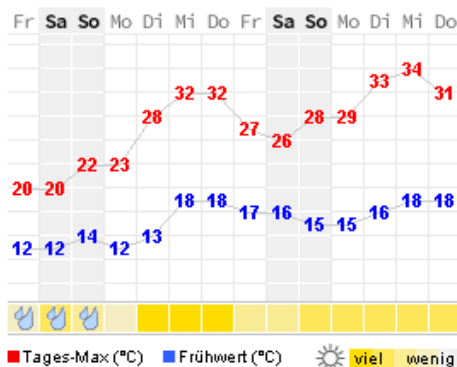 Fr Sa So Mo Di Mi Do Fr Sa So Mo Di Mi Do
20 20 22 23 28 32 32 27 26 28 29 33 34 31
12 12 14 12 13 18 18 17 16 15 15 16 18 18
Tages-Max (°C) Frühwert (°C) viel wenig